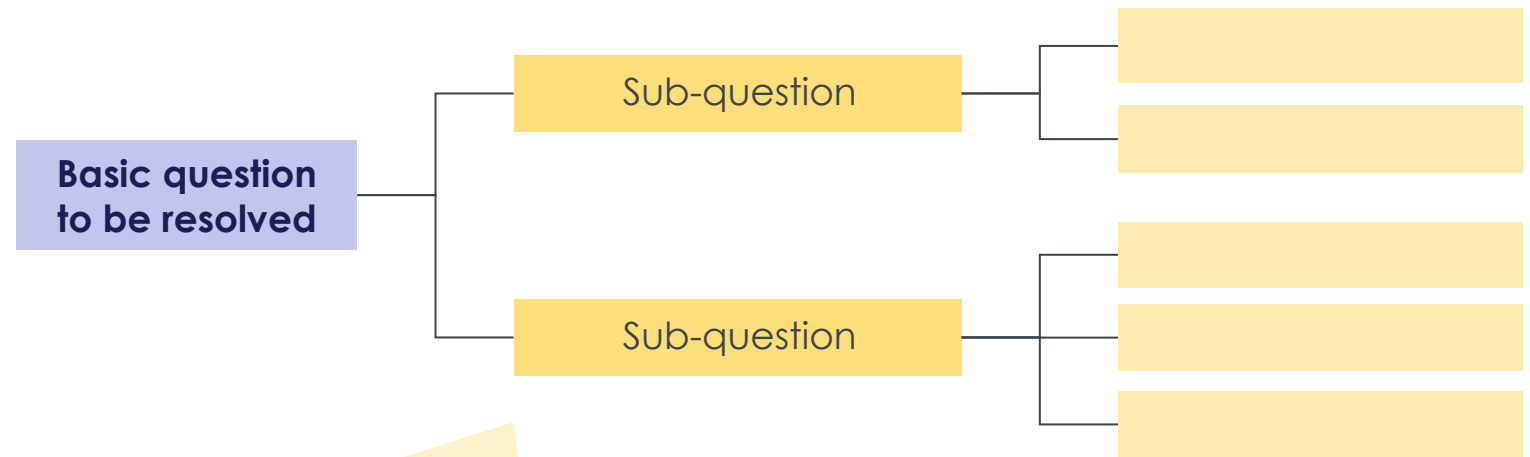 Sub-question
Basic question
to be resolved
Sub-question